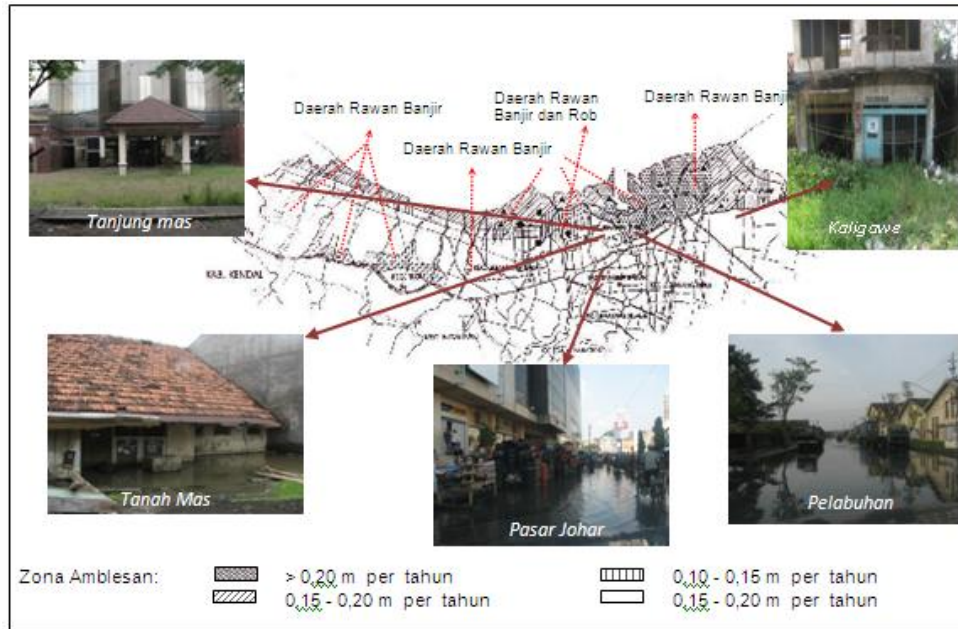 Daerah Rawan Banjir
Daerah Rawan
Banjir dan Rob
Daerah Rawan Banjir
Daerah Rawan Banjir
Tanjung mas
Kaligawe
KAB. KENDAL
Tanah Mas
Pasar Johar
Pelabuhan
Zona Amblesan:
> 0,20 m per tahun
0,15 - 0,20 m per tahun
0,10 - 0,15 m per tahun
0,15 - 0,20 m per tahun